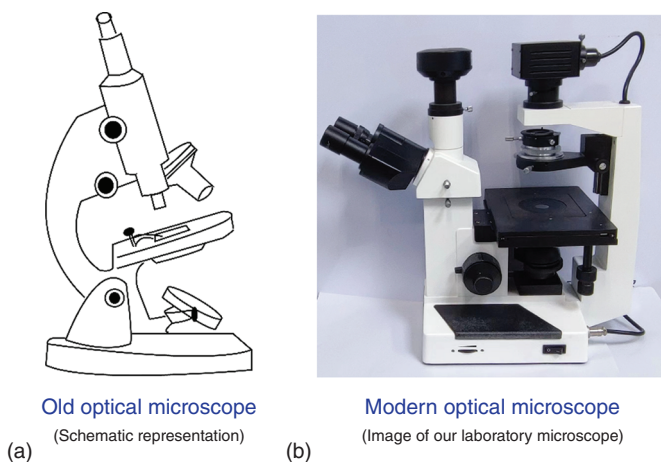 Old optical microscope
(Schematic representation)
(a)
Modern optical microscope
(Image of our laboratory microscope)
(b)